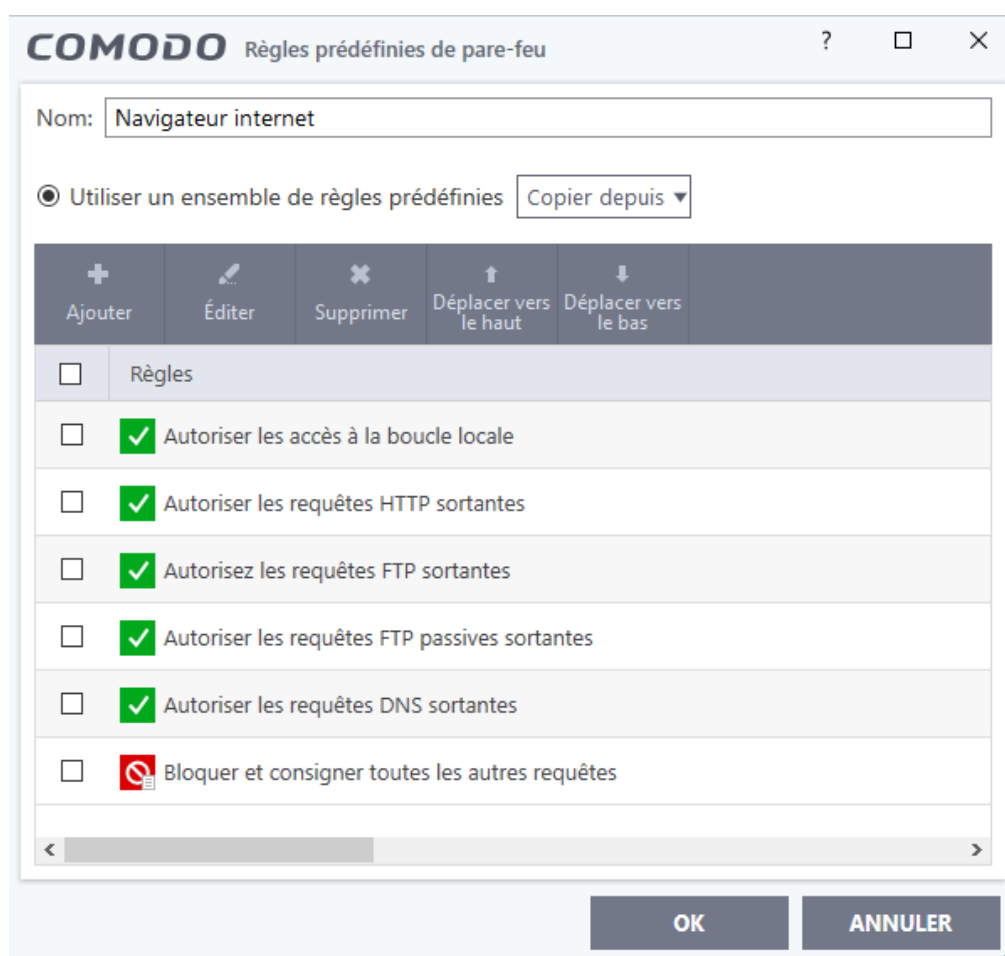 COMODO Règles prédéfinies de pare-feu ?
Nom: Navigateur internet
Utiliser un ensemble de règles prédéfinies Copier depuis
Ajouter Éditer Supprimer Déplacer vers le haut Déplacer vers le bas
Règles
Autoriser les accès à la boucle locale
Autoriser les requêtes HTTP sortantes
Autorisez les requêtes FTP sortantes
Autoriser les requêtes FTP passives sortantes
Autoriser les requêtes DNS sortantes
Bloquer et consigner toutes les autres requêtes
OK ANNULER